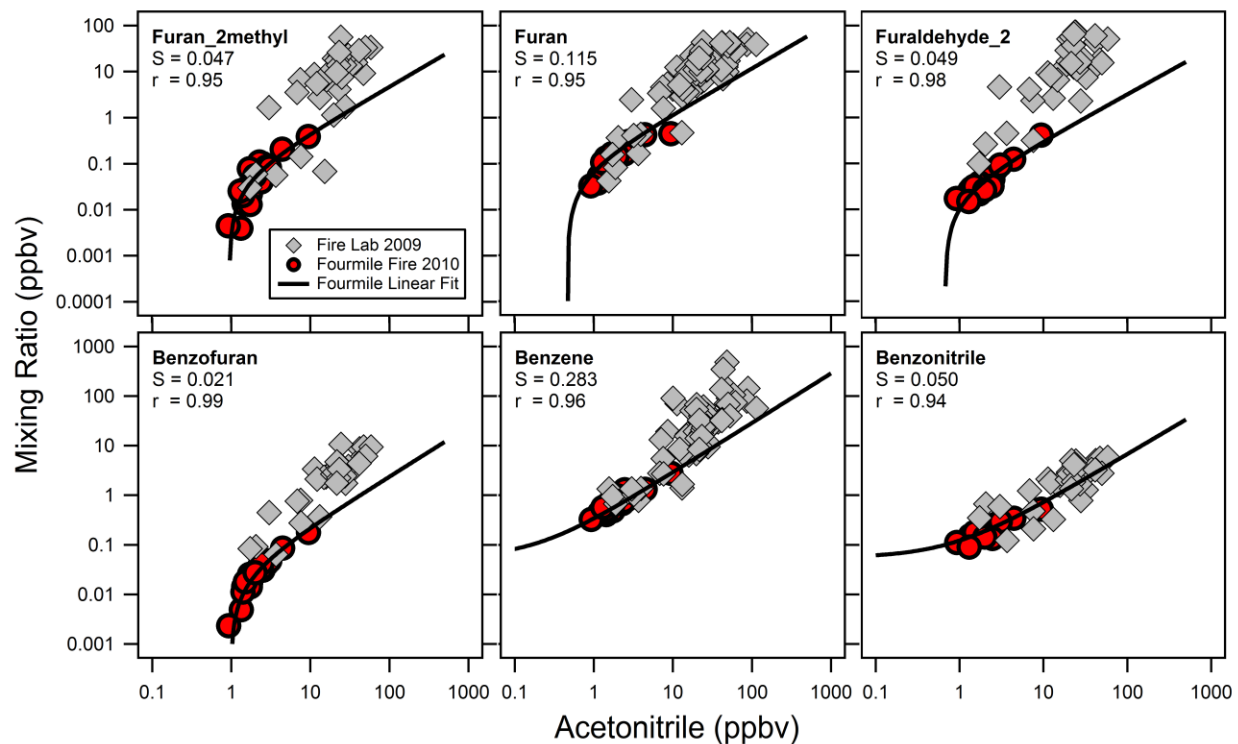 Mixing Ratio (ppbv)
100
10
1
0.1
0.01
0.001
0.0001
Furan_2methyl
S = 0.047
r = 0.95
Fire Lab 2009
Fourmile Fire 2010
Fourmile Linear Fit
Furan
S = 0.115
r = 0.95
Furaldehyde_2
S = 0.049
r = 0.98
1000
100
10
1
0.1
0.01
0.001
Benzofuran
S = 0.021
r = 0.99
Benzene
S = 0.283
r = 0.96
Benzonitrile
S = 0.050
r = 0.94
0.1 1 10 100 1000
0.1 1 10 100 1000
0.1 1 10 100 1000
Acetonitrile (ppbv)